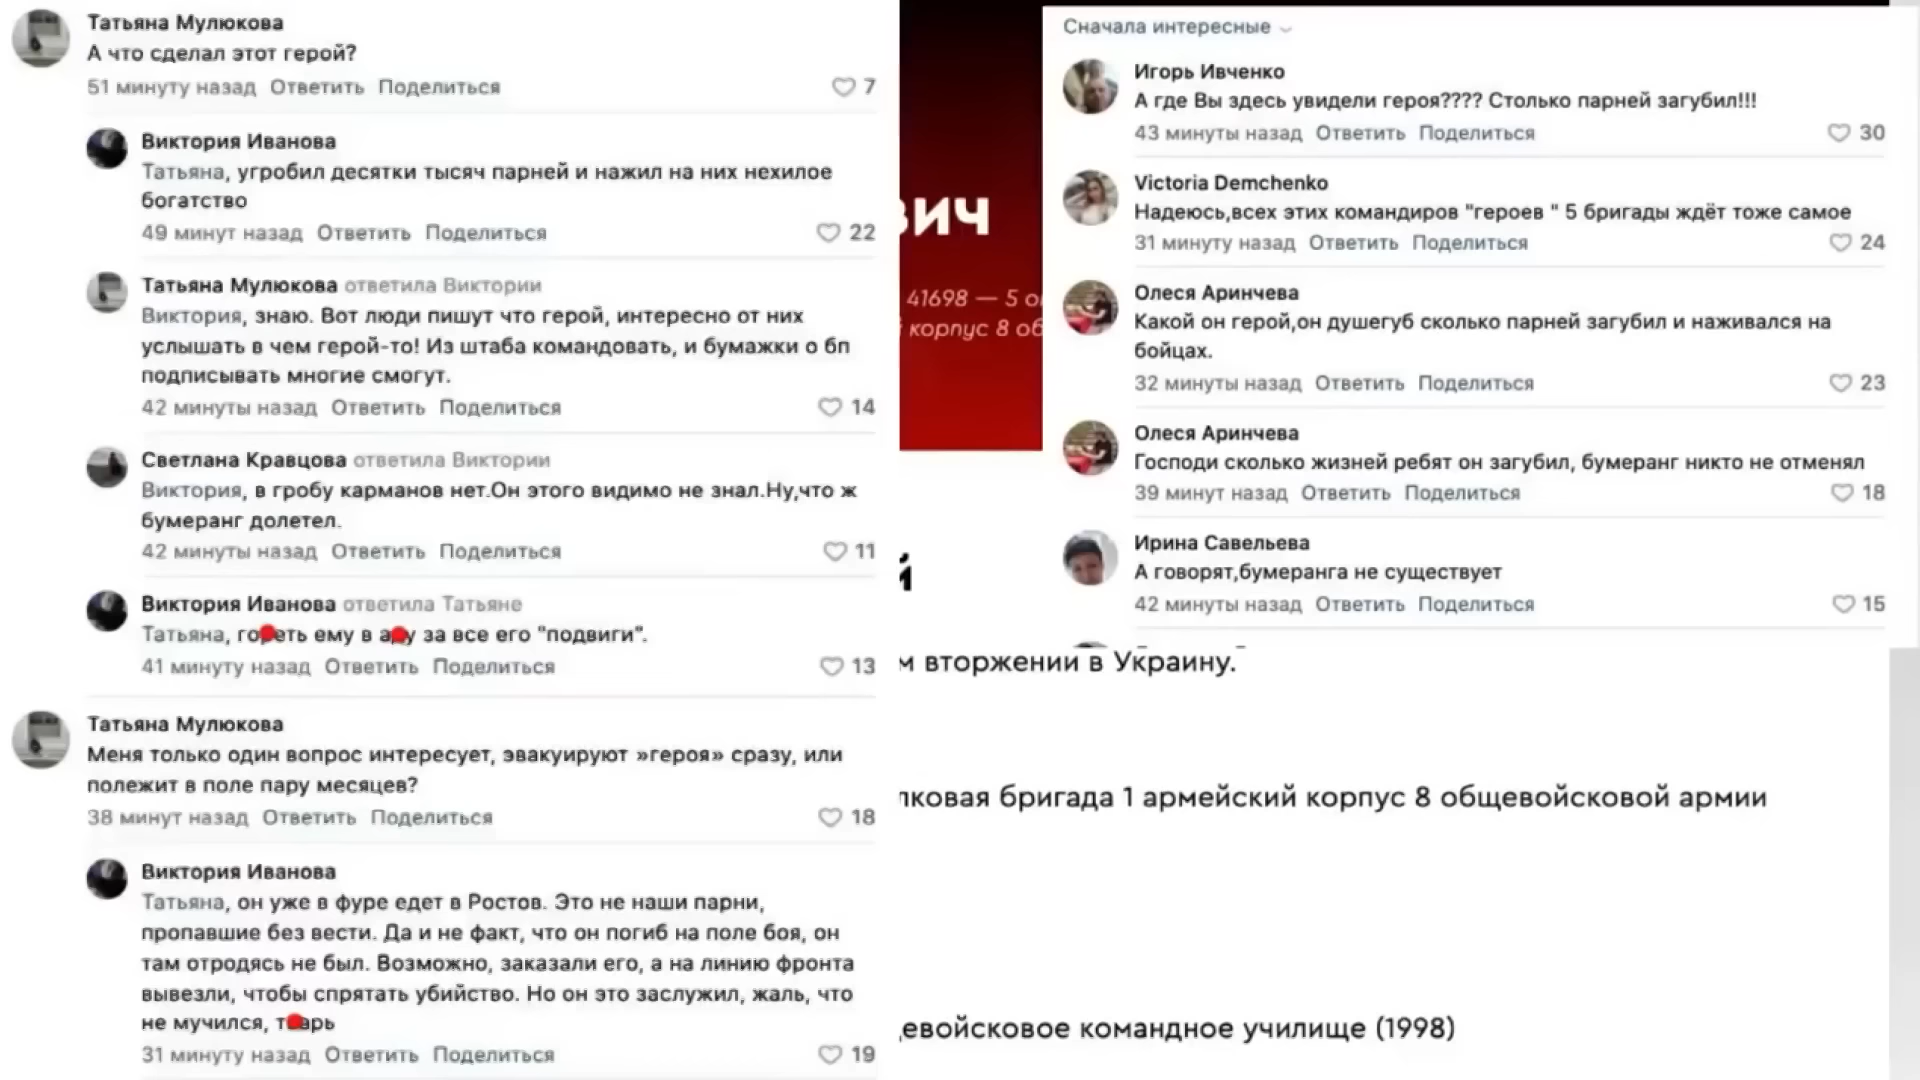 Татьяна Мулюкова
А что сделал этот герой?
51 минуту назад Ответить Поделиться 7
Виктория Иванова
Татьяна, угробил десятки тысяч парней и нажил на них нехилое
богатство
49 минут назад Ответить Поделиться 22
Татьяна Мулюкова ответила Виктории
Виктория, знаю. Вот люди пишут что герой, интересно от них
услышать в чем герой-то! Из штаба командовать, и бумажки о бп
подписывать многие смогут.
42 минуты назад Ответить Поделиться 14
Светлана Кравцова ответила Виктории
Виктория, в гробу карманов нет.Он этого видимо не знал.Ну,что ж
бумеранг долетел.
42 минуты назад Ответить Поделиться 11
Виктория Иванова ответила Татьяне
Татьяна, гореть ему в аду за все его "подвиги".
41 минуту назад Ответить Поделиться 13
Татьяна Мулюкова
Меня только один вопрос интересует, эвакуируют »героя» сразу, или
полежит в поле пару месяцев?
38 минут назад Ответить Поделиться 18
Виктория Иванова
Татьяна, он уже в фуре едет в Ростов. Это не наши парни,
пропавшие без вести. Да и не факт, что он погиб на поле боя, он
там отродясь не был. Возможно, заказали его, а на линию фронта
вывезли, чтобы спрятать убийство. Но он это заслужил, жаль, что
не мучился, тварь
31 минуту назад Ответить Поделиться 19
вич
41698 — 5 о
корпус 8 об
й
Сначала интересные
Игорь Ивченко
А где Вы здесь увидели героя???? Столько парней загубил!!!
43 минуты назад Ответить Поделиться 30
Victoria Demchenko
Надеюсь,всех этих командиров "героев " 5 бригады ждёт тоже самое
31 минуту назад Ответить Поделиться 24
Олеся Аринчева
Какой он герой,он душегуб сколько парней загубил и наживался на
бойцах.
32 минуты назад Ответить Поделиться 23
Олеся Аринчева
Господи сколько жизней ребят он загубил, бумеранг никто не отменял
39 минут назад Ответить Поделиться 18
Ирина Савельева
А говорят,бумеранга не существует
42 минуты назад Ответить Поделиться 15
м вторжении в Украину.
лковая бригада 1 армейский корпус 8 общевойсковой армии
евойсковое командное училище (1998)